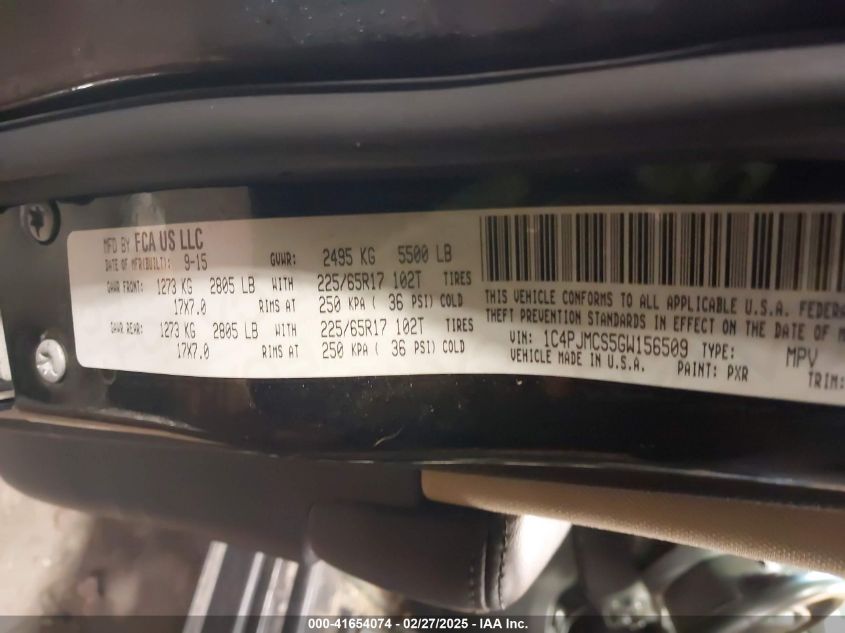 MFD BY FCA US LLC
DATE OF MFR(BUILT): 9-15 GVWR: 2495 KG 5500 LB
GAWR FRONT: 1273 KG 2805 LB WITH 225/65R17 102T TIRES
17X7.0 RIMS AT 250 KPA ( 36 PSI) COLD
GAWR REAR: 1273 KG 2805 LB WITH 225/65R17 102T TIRES
17X7.0 RIMS AT 250 KPA ( 36 PSI) COLD
THIS VEHICLE CONFORMS TO ALL APPLICABLE U.S.A. FEDERA
THEFT PREVENTION STANDARDS IN EFFECT ON THE DATE OF M
VIN: 1C4PJMCS5GW156509 TYPE: MPV
VEHICLE MADE IN U.S.A. PAINT: PXR TRIM:
000-41654074 - 02/27/2025 - IAA Inc.